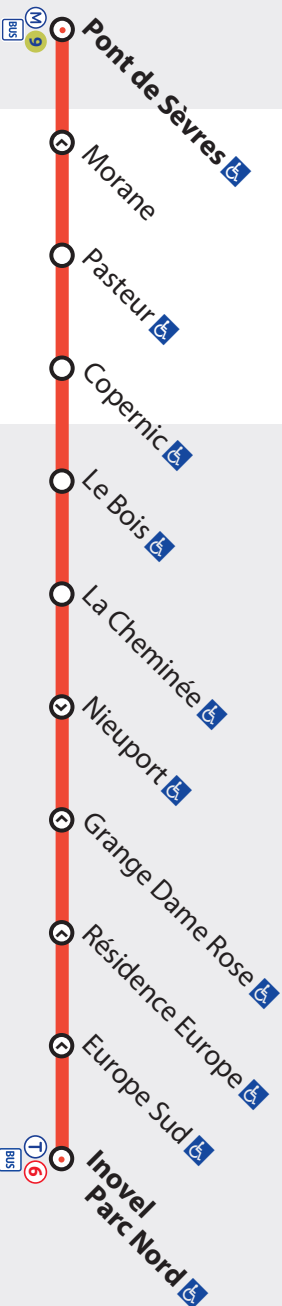 Pont de Sèvres
M 9
BUS
Morane
Pasteur
Copernic
Le Bois
La Cheminée
Nieuport
Grange Dame Rose
Résidence Europe
Europe Sud
Inovel
Parc Nord
T 6
BUS